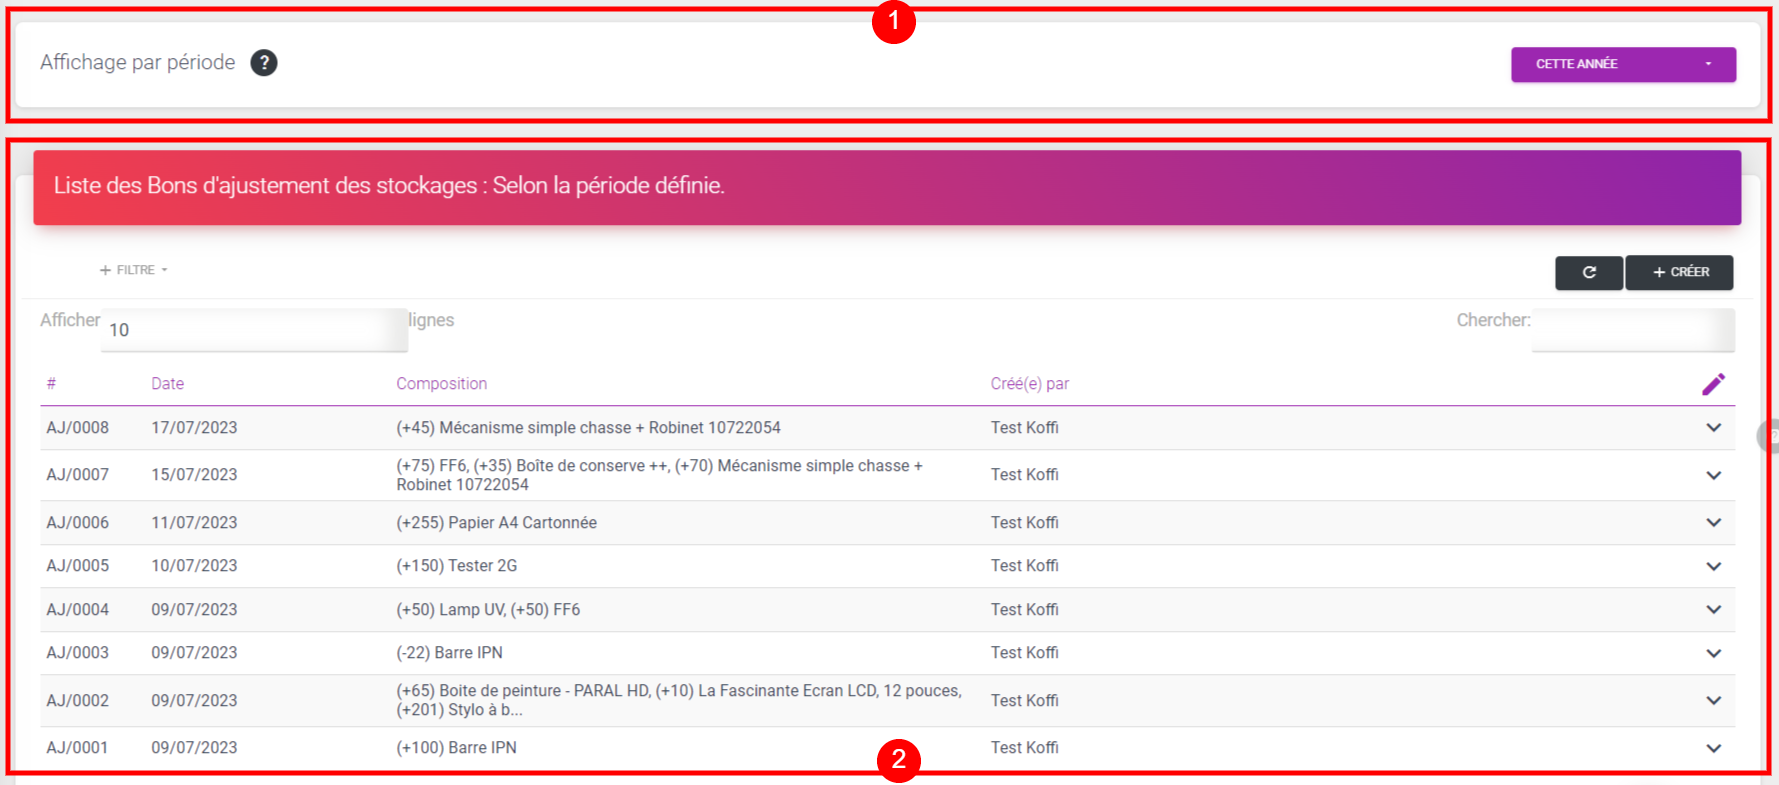 1
Affichage par période ?
CETTE ANNÉE
Liste des Bons d'ajustement des stockages : Selon la période définie.
+ FILTRE
+ CRÉER
Afficher 10 lignes
Chercher:
# Date Composition Créé(e) par
AJ/0008 17/07/2023 (+45) Mécanisme simple chasse + Robinet 10722054 Test Koffi
AJ/0007 15/07/2023 (+75) FF6, (+35) Boîte de conserve ++, (+70) Mécanisme simple chasse +
Robinet 10722054 Test Koffi
AJ/0006 11/07/2023 (+255) Papier A4 Cartonnée Test Koffi
AJ/0005 10/07/2023 (+150) Tester 2G Test Koffi
AJ/0004 09/07/2023 (+50) Lamp UV, (+50) FF6 Test Koffi
AJ/0003 09/07/2023 (-22) Barre IPN Test Koffi
AJ/0002 09/07/2023 (+65) Boite de peinture - PARAL HD, (+10) La Fascinante Ecran LCD, 12 pouces,
(+201) Stylo à b... Test Koffi
AJ/0001 09/07/2023 (+100) Barre IPN Test Koffi
2